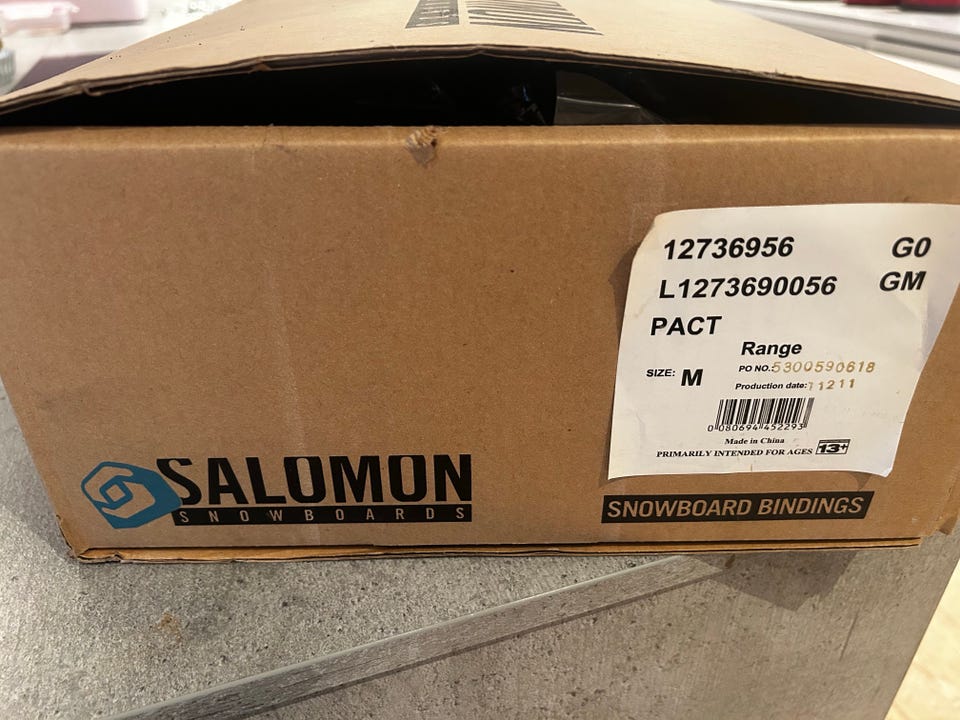 SALOMON
SNOWBOARDS
12736956 G0
L1273690056 GM
PACT
Range
SIZE: M
PO NO.:5300590618
Production date:11211
0 080694 452293
Made in China
PRIMARILY INTENDED FOR AGES 13+
SNOWBOARD BINDINGS